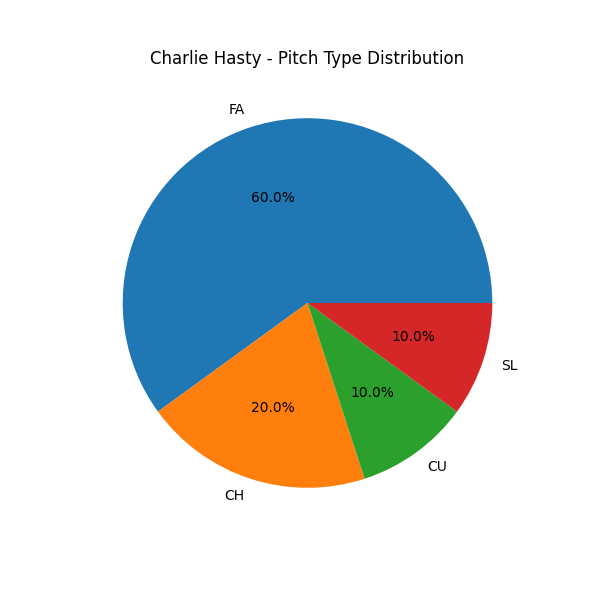 Charlie Hasty - Pitch Type Distribution
FA
60.0%
10.0%
SL
10.0%
20.0%
CU
CH